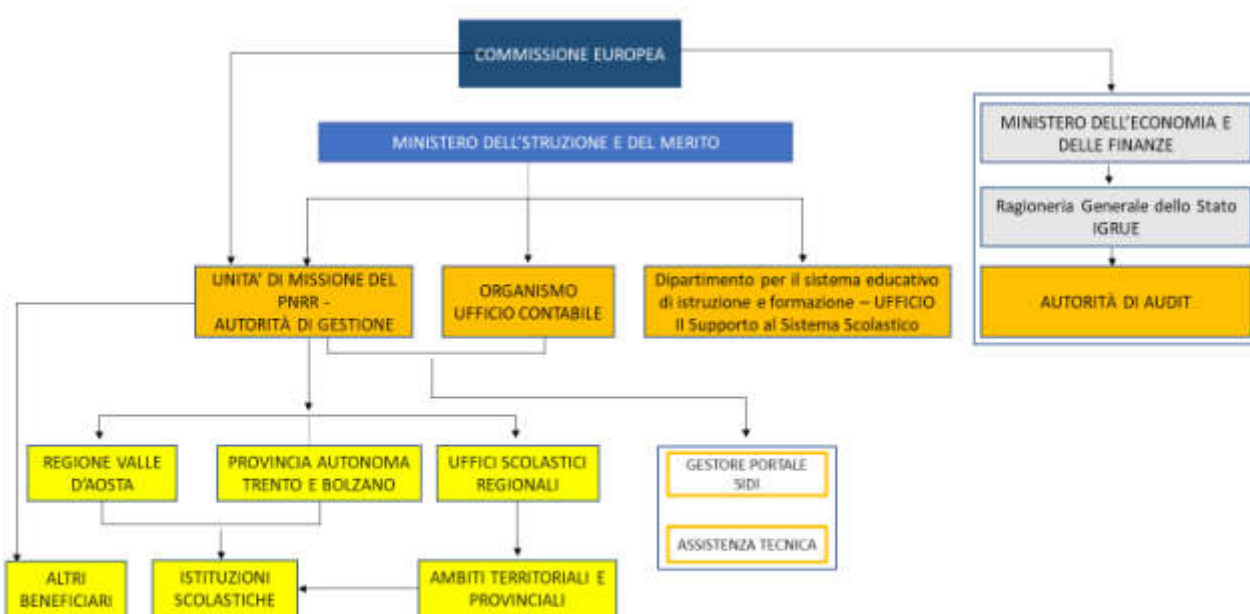 COMMISSIONE EUROPEA
MINISTERO DELL'ECONOMIA E
DELLE FINANZE
MINISTERO DELL'STRUZIONE E DEL MERITO
Ragioneria Generale dello Stato
IGRUE
UNITA' DI MISSIONE DEL
PNRR -
AUTORITÀ DI GESTIONE
ORGANISMO
UFFICIO CONTABILE
Dipartimento per il sistema educativo
di istruzione e formazione – UFFICIO
II Supporto al Sistema Scolastico
AUTORITÀ DI AUDIT
REGIONE VALLE
D'AOSTA
PROVINCIA AUTONOMA
TRENTO E BOLZANO
UFFICI SCOLASTICI
REGIONALI
GESTORE PORTALE
SIDI
ASSISTENZA TECNICA
ALTRI
BENEFICIARI
ISTITUZIONI
SCOLASTICHE
AMBITI TERRITORIALI E
PROVINCIALI